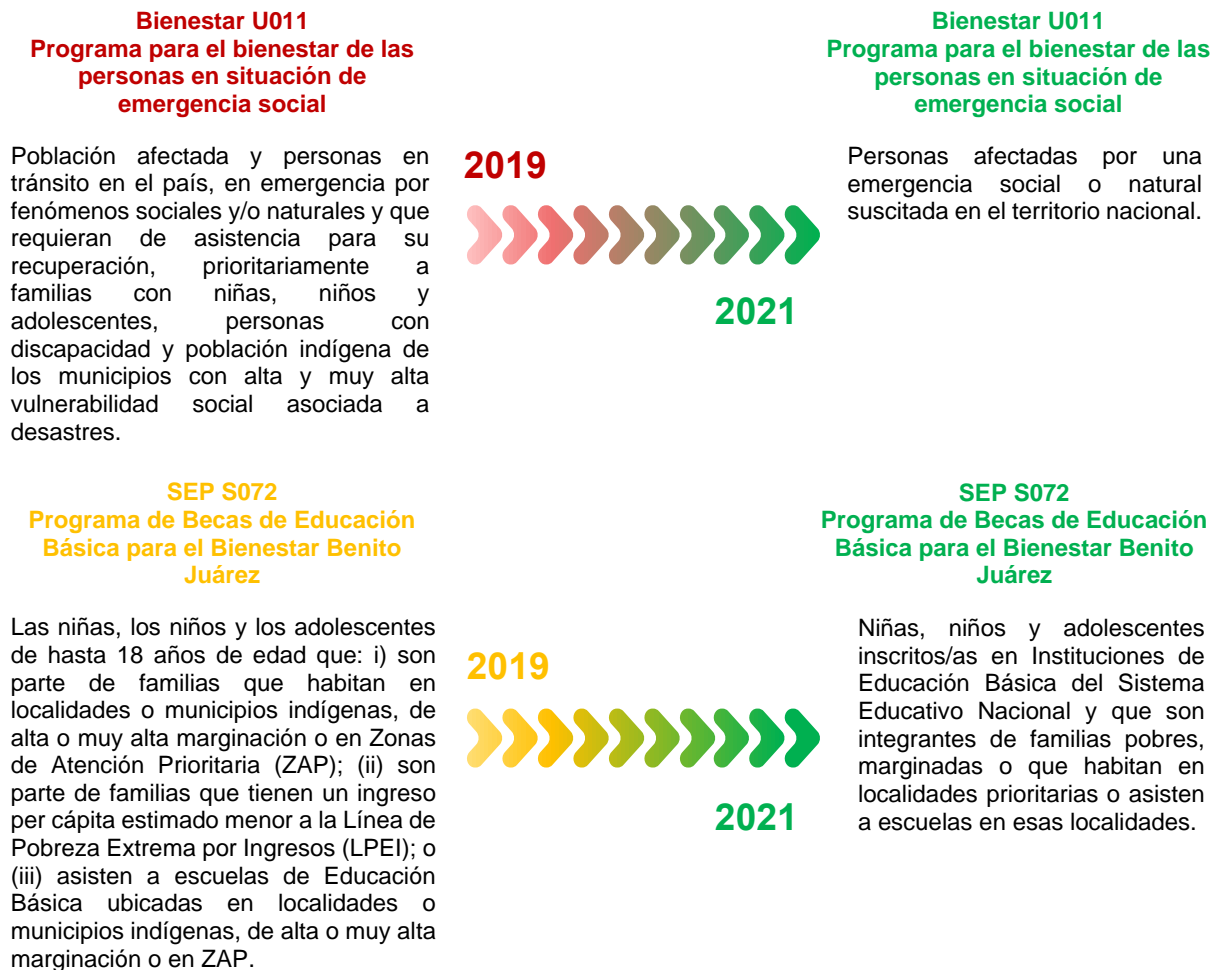 Bienestar U011
Programa para el bienestar de las
personas en situación de
emergencia social
Población afectada y personas en
tránsito en el país, en emergencia por
fenómenos sociales y/o naturales y que
requieran de asistencia para su
recuperación, prioritariamente a
familias con niñas, niños y
adolescentes, personas con
discapacidad y población indígena de
los municipios con alta y muy alta
vulnerabilidad social asociada a
desastres.
2019
2021
Bienestar U011
Programa para el bienestar de las
personas en situación de
emergencia social
Personas afectadas por una
emergencia social o natural
suscitada en el territorio nacional.
SEP S072
Programa de Becas de Educación
Básica para el Bienestar Benito
Juárez
Las niñas, los niños y los adolescentes
de hasta 18 años de edad que: i) son
parte de familias que habitan en
localidades o municipios indígenas, de
alta o muy alta marginación o en Zonas
de Atención Prioritaria (ZAP); (ii) son
parte de familias que tienen un ingreso
per cápita estimado menor a la Línea de
Pobreza Extrema por Ingresos (LPEI); o
(iii) asisten a escuelas de Educación
Básica ubicadas en localidades o
municipios indígenas, de alta o muy alta
marginación o en ZAP.
2019
2021
SEP S072
Programa de Becas de Educación
Básica para el Bienestar Benito
Juárez
Niñas, niños y adolescentes
inscritos/as en Instituciones de
Educación Básica del Sistema
Educativo Nacional y que son
integrantes de familias pobres,
marginadas o que habitan en
localidades prioritarias o asisten
a escuelas en esas localidades.